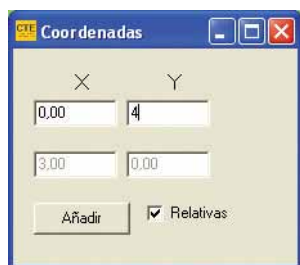 CTE Coordenadas
X Y
0,00 4
3,00 0,00
Añadir Relativas